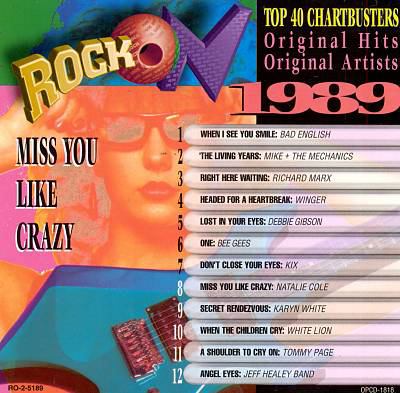 ROCK ON
TOP 40 CHARTBUSTERS
Original Hits
Original Artists
1989
MISS YOU
LIKE
CRAZY
1 WHEN I SEE YOU SMILE: BAD ENGLISH
2 'THE LIVING YEARS: MIKE + THE MECHANICS
3 RIGHT HERE WAITING: RICHARD MARX
4 HEADED FOR A HEARTBREAK: WINGER
5 LOST IN YOUR EYES: DEBBIE GIBSON
6 ONE: BEE GEES
7 DON'T CLOSE YOUR EYES: KIX
8 MISS YOU LIKE CRAZY: NATALIE COLE
9 SECRET RENDEZVOUS: KARYN WHITE
10 WHEN THE CHILDREN CRY: WHITE LION
11 A SHOULDER TO CRY ON: TOMMY PAGE
12 ANGEL EYES: JEFF HEALEY BAND
RO-2-5189
OPCD-1818